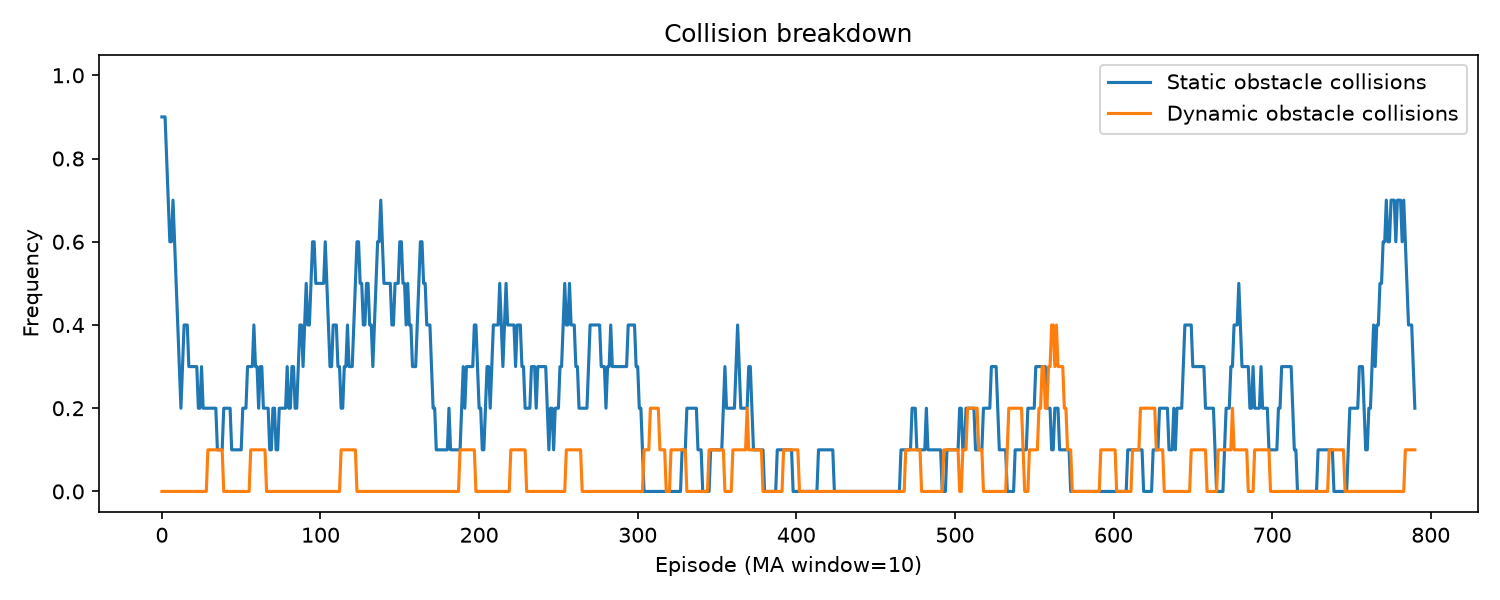 Collision breakdown
1.0
0.8
0.6
0.4
0.2
0.0
Frequency
Static obstacle collisions
Dynamic obstacle collisions
0 100 200 300 400 500 600 700 800
Episode (MA window=10)